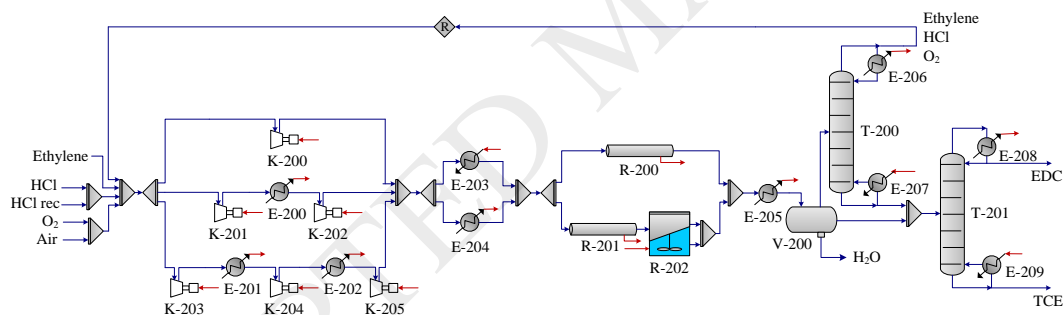 Ethylene
HCl
O₂
R
E-206
T-200
E-207
E-208
EDC
T-201
E-209
TCE
Ethylene
HCl
HCl rec
O₂
Air
K-200
K-201
E-200
K-202
K-203
E-201
K-204
E-202
K-205
E-203
E-204
R-200
R-201
R-202
E-205
V-200
H₂O